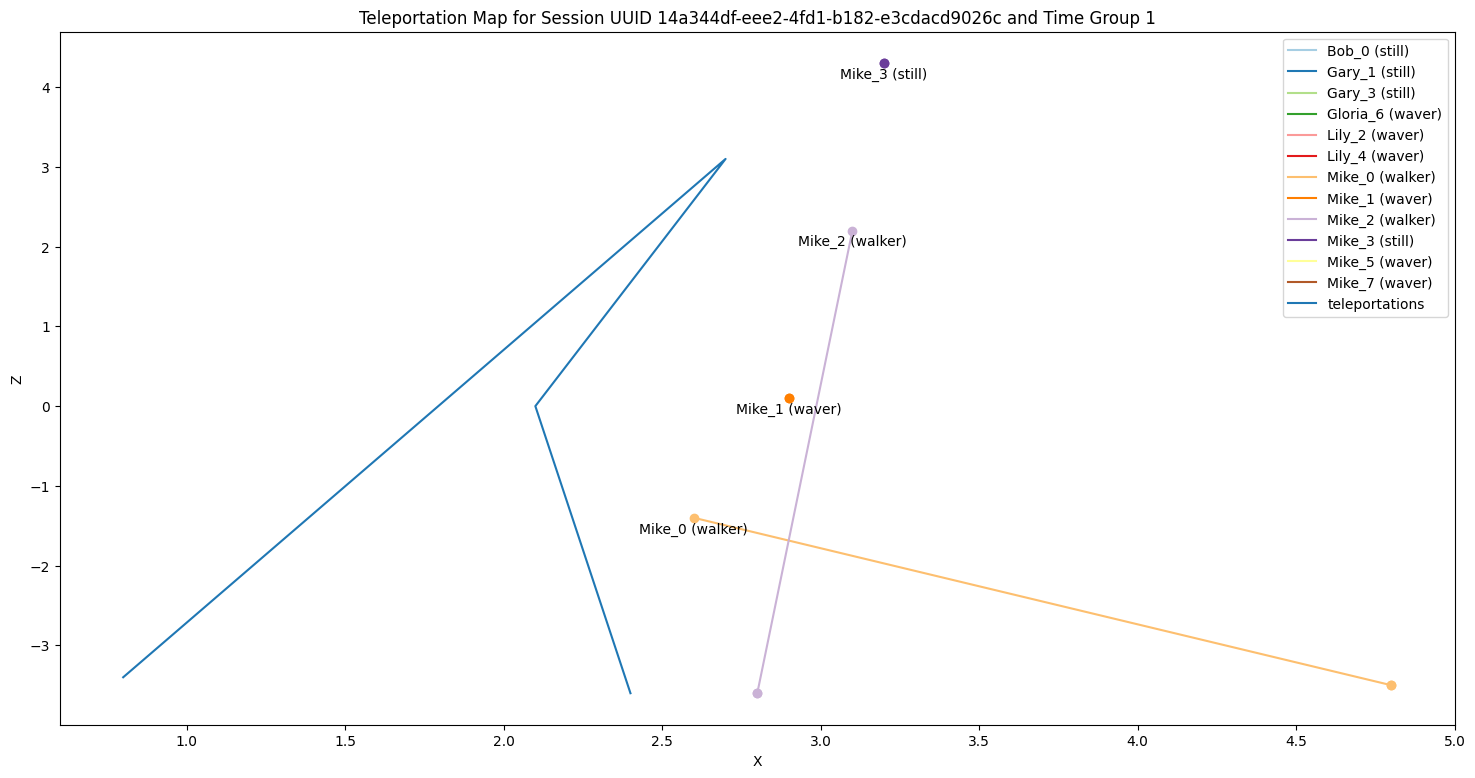 Teleportation Map for Session UUID 14a344df-eee2-4fd1-b182-e3cdacd9026c and Time Group 1
Bob_0 (still)
Gary_1 (still)
Gary_3 (still)
Gloria_6 (waver)
Lily_2 (waver)
Lily_4 (waver)
Mike_0 (walker)
Mike_1 (waver)
Mike_2 (walker)
Mike_3 (still)
Mike_5 (waver)
Mike_7 (waver)
teleportations
Mike_3 (still)
Mike_2 (walker)
Mike_1 (waver)
Mike_0 (walker)
Z
4
3
2
1
0
−1
−2
−3
1.0 1.5 2.0 2.5 3.0 3.5 4.0 4.5 5.0
X